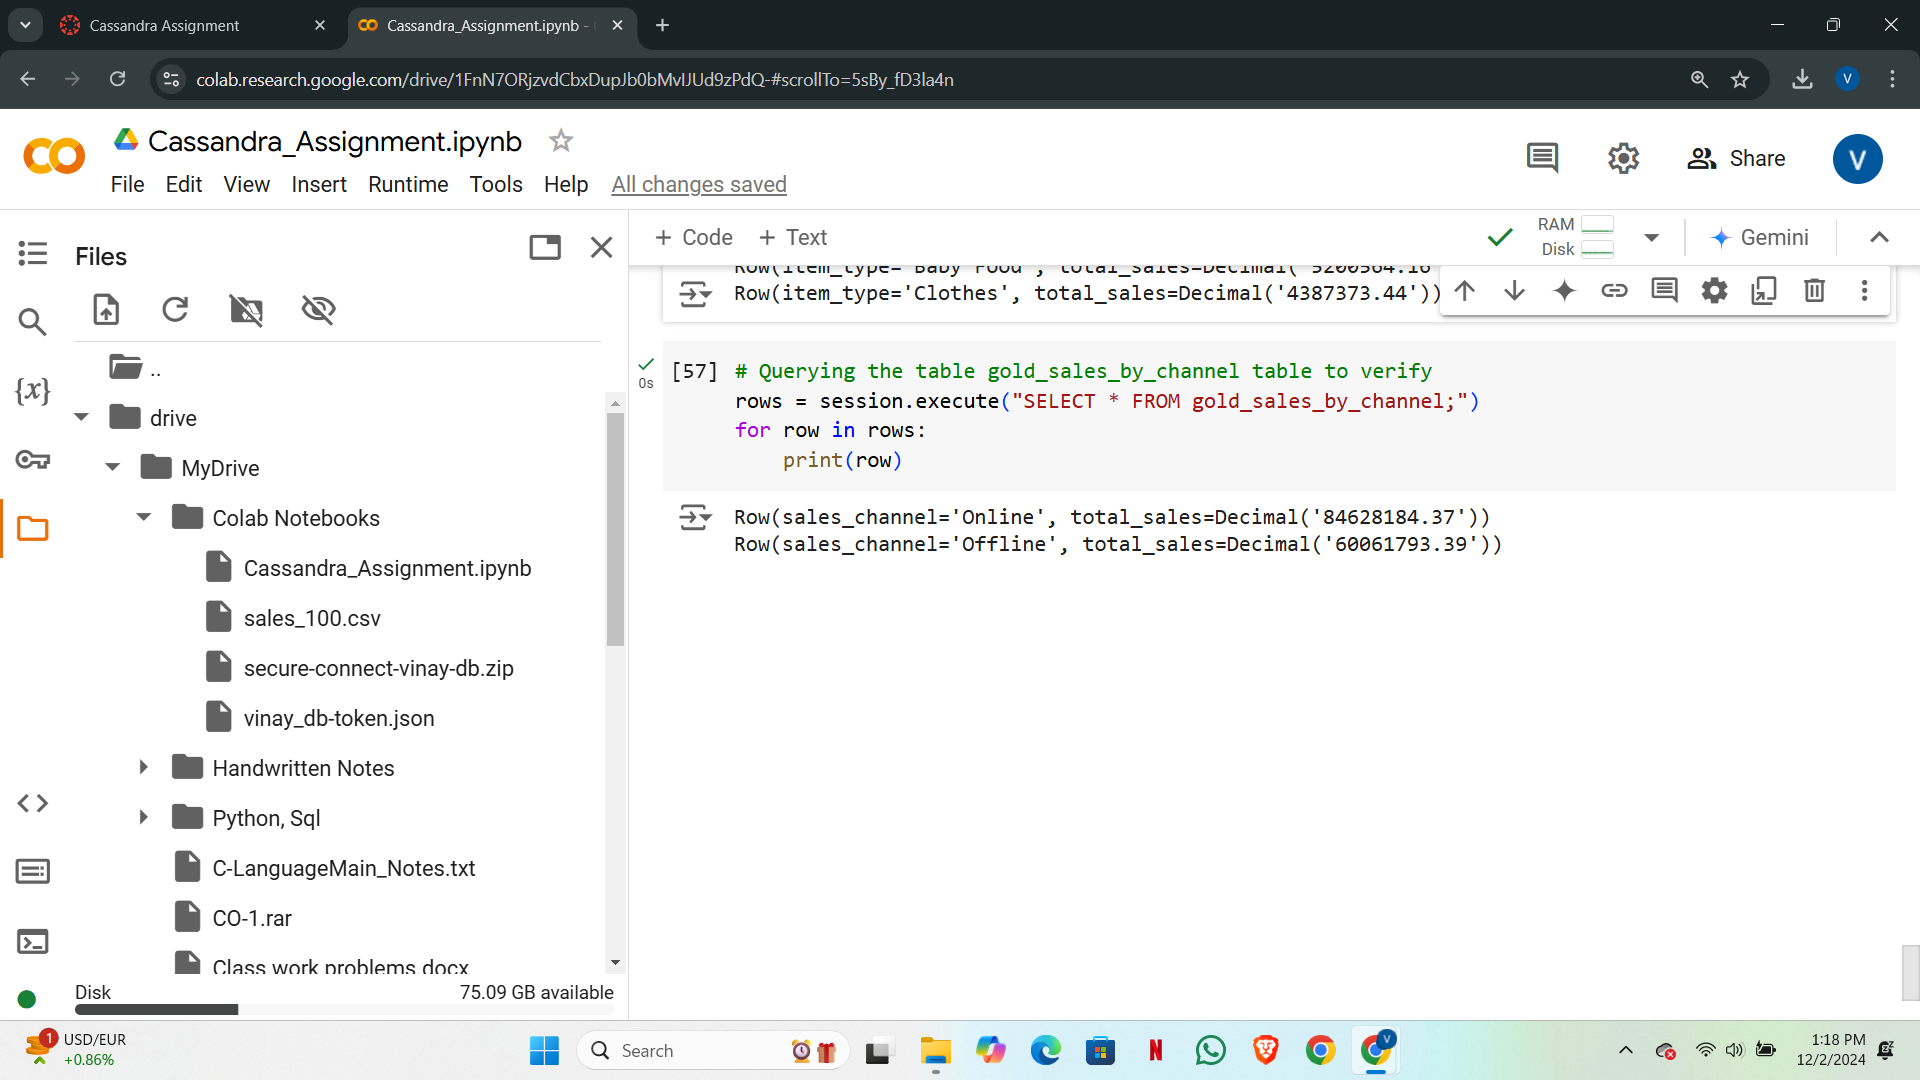 Cassandra Assignment
Cassandra_Assignment.ipynb -
colab.research.google.com/drive/1FnN7ORjzvdCbxDupJb0bMvIJUd9zPdQ-#scrollTo=5sBy_fD3la4n
V
Cassandra_Assignment.ipynb
File Edit View Insert Runtime Tools Help All changes saved
Share
V
Files
+ Code + Text
RAM
Disk
Gemini
Row(item_type='Baby Food', total_sales=Decimal('5200564.16'
Row(item_type='Clothes', total_sales=Decimal('4387373.44'))
..
drive
MyDrive
Colab Notebooks
Cassandra_Assignment.ipynb
sales_100.csv
secure-connect-vinay-db.zip
vinay_db-token.json
Handwritten Notes
Python, Sql
C-LanguageMain_Notes.txt
CO-1.rar
Class work problems.docx
Disk 75.09 GB available
{x}
0s
[57] # Querying the table gold_sales_by_channel table to verify
rows = session.execute("SELECT * FROM gold_sales_by_channel;")
for row in rows:
print(row)
Row(sales_channel='Online', total_sales=Decimal('84628184.37'))
Row(sales_channel='Offline', total_sales=Decimal('60061793.39'))
1
USD/EUR
+0.86%
Search
N
V
1:18 PM
12/2/2024